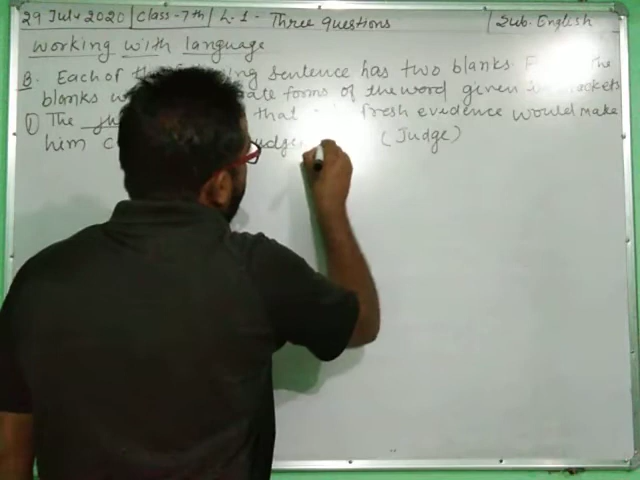 29 July 2020 Class-7th L.1- Three Questions Sub. English
Working with language
B. Each of sentence has two blanks. the
blanks forms of the word given
① The that fresh evidence would make
him (Judge)